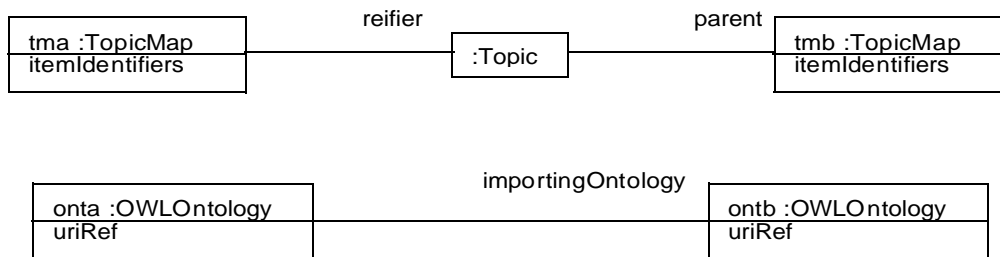 reifier
parent
tma :TopicMap
itemIdentifiers
:Topic
tmb :TopicMap
itemIdentifiers
importingOntology
onta :OWLOntology
uriRef
ontb :OWLOntology
uriRef